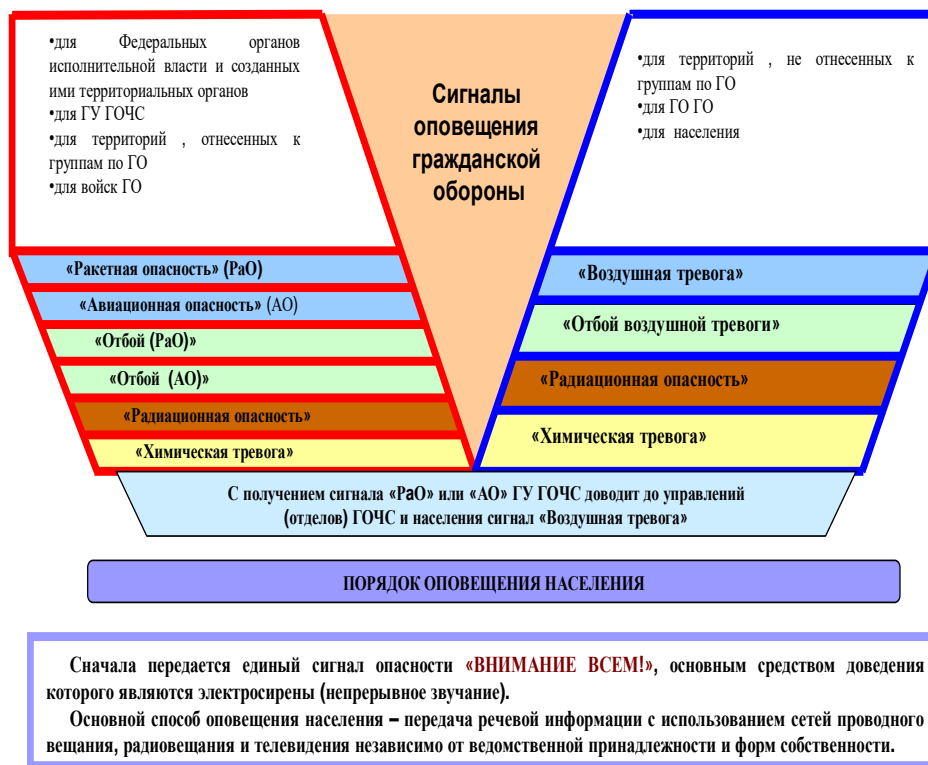 •для Федеральных органов
исполнительной власти и созданных
ими территориальных органов
•для ГУ ГОЧС
•для территорий , отнесенных к
группам по ГО
•для войск ГО
Сигналы
оповещения
гражданской
обороны
•для территорий , не отнесенных к
группам по ГО
•для ГО ГО
•для населения
«Ракетная опасность» (РаО)
«Авиационная опасность» (АО)
«Отбой (РаО)»
«Отбой (АО)»
«Радиационная опасность»
«Химическая тревога»
«Воздушная тревога»
«Отбой воздушной тревоги»
«Радиационная опасность»
«Химическая тревога»
С получением сигнала «РаО» или «АО» ГУ ГОЧС доводит до управлений
(отделов) ГОЧС и населения сигнал «Воздушная тревога»
ПОРЯДОК ОПОВЕЩЕНИЯ НАСЕЛЕНИЯ
Сначала передается единый сигнал опасности «ВНИМАНИЕ ВСЕМ!», основным средством доведения
которого являются электросирены (непрерывное звучание).
Основной способ оповещения населения – передача речевой информации с использованием сетей проводного
вещания, радиовещания и телевидения независимо от ведомственной принадлежности и форм собственности.